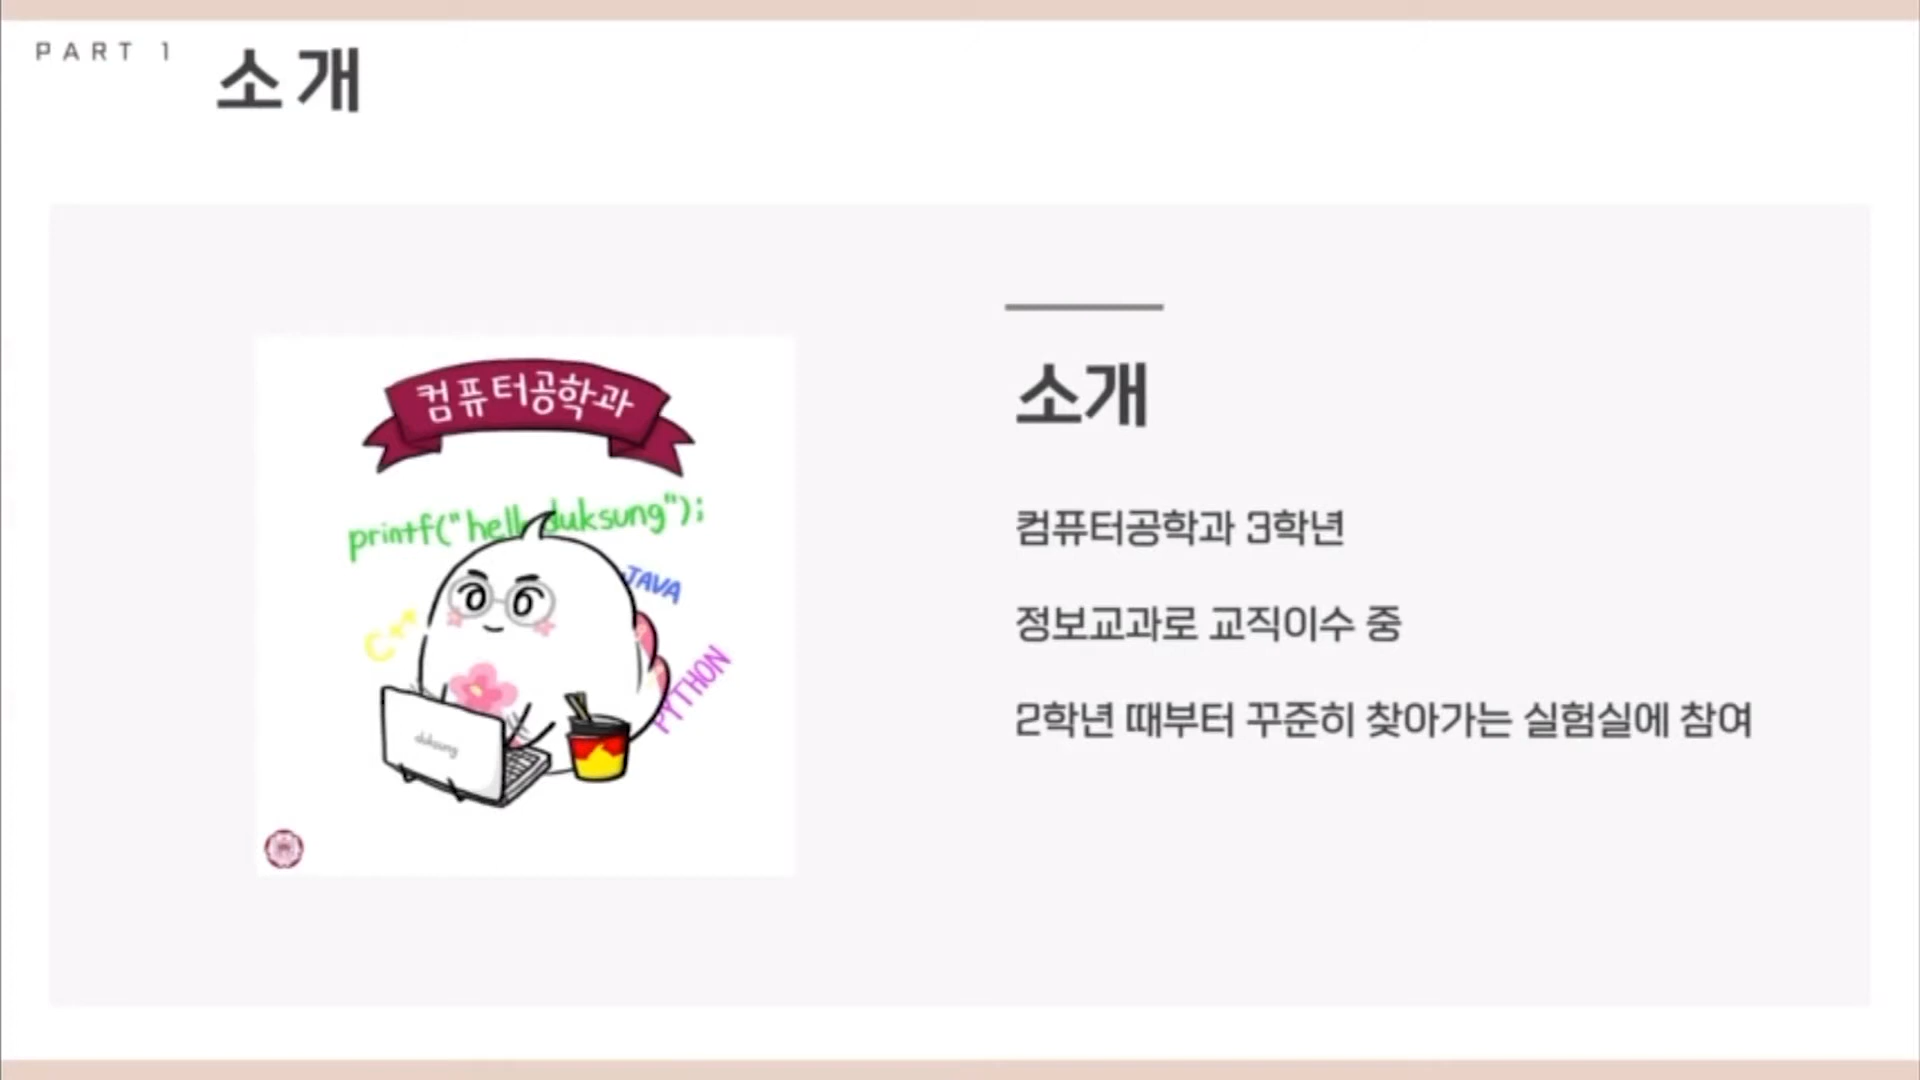 PART 1
소개
컴퓨터공학과
printf("hello duksung");
JAVA
C++
PYTHON
duksung
소개
컴퓨터공학과 3학년
정보교과로 교직이수 중
2학년 때부터 꾸준히 찾아가는 실험실에 참여